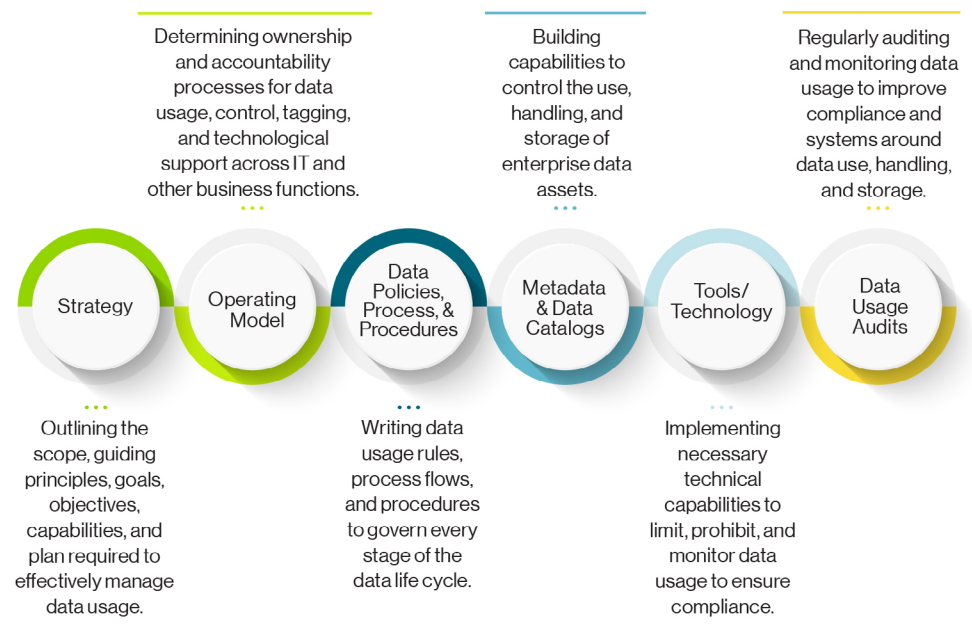 Determining ownership
and accountability
processes for data
usage, control, tagging,
and technological
support across IT and
other business functions.
Building
capabilities to
control the use,
handling, and
storage of
enterprise data
assets.
Regularly auditing
and monitoring data
usage to improve
compliance and
systems around
data use, handling,
and storage.
Strategy
Operating
Model
Data
Policies,
Process, &
Procedures
Metadata
& Data
Catalogs
Tools/
Technology
Data
Usage
Audits
Outlining the
scope, guiding
principles, goals,
objectives,
capabilities, and
plan required to
effectively manage
data usage.
Writing data
usage rules,
process flows,
and procedures
to govern every
stage of the
data life cycle.
Implementing
necessary
technical
capabilities to
limit, prohibit, and
monitor data
usage to ensure
compliance.